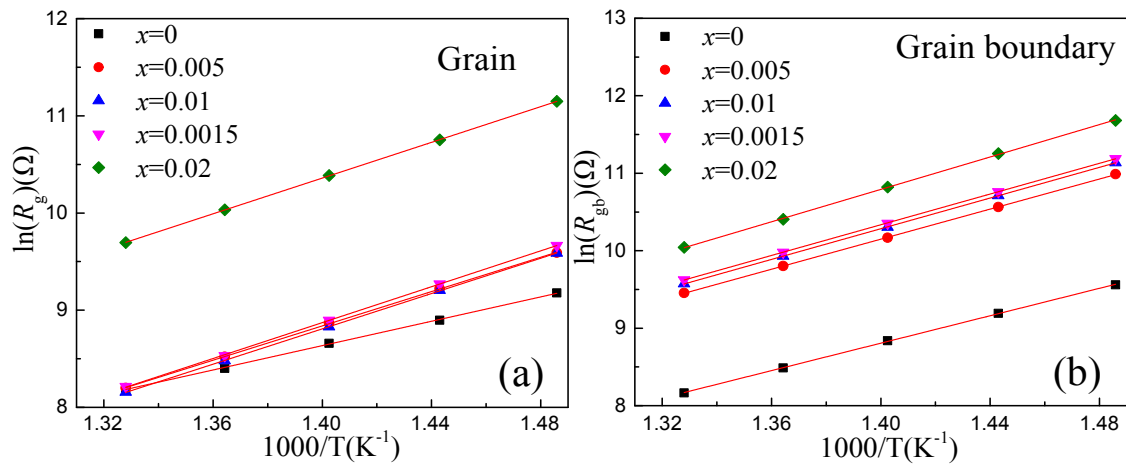 12
11
10
9
8
ln(Rg)(Ω)
x=0
x=0.005
x=0.01
x=0.0015
x=0.02
Grain
(a)
1.32 1.36 1.40 1.44 1.48
1000/T(K-1)
13
12
11
10
9
8
ln(Rgb)(Ω)
x=0
x=0.005
x=0.01
x=0.0015
x=0.02
Grain boundary
(b)
1.32 1.36 1.40 1.44 1.48
1000/T(K-1)